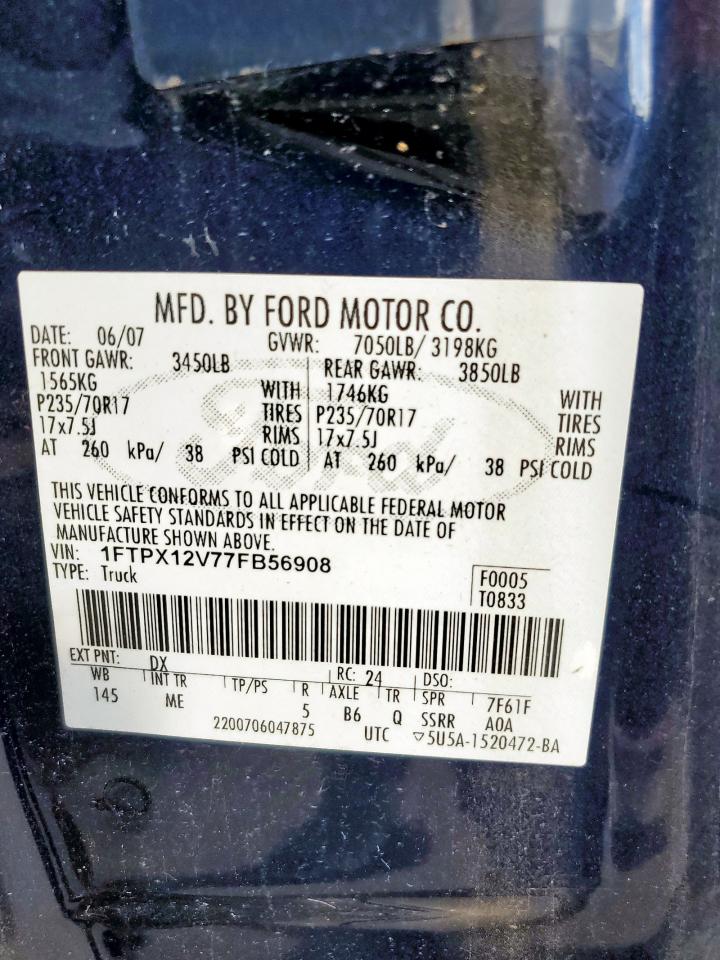 MFD. BY FORD MOTOR CO.
DATE: 06/07 GVWR: 7050LB/ 3198KG
FRONT GAWR: 3450LB REAR GAWR: 3850LB
1565KG WITH 1746KG WITH
P235/70R17 TIRES P235/70R17 TIRES
17x7.5J RIMS 17x7.5J RIMS
AT 260 kPa/ 38 PSI COLD AT 260 kPa/ 38 PSI COLD
Ford
THIS VEHICLE CONFORMS TO ALL APPLICABLE FEDERAL MOTOR
VEHICLE SAFETY STANDARDS IN EFFECT ON THE DATE OF
MANUFACTURE SHOWN ABOVE.
VIN: 1FTPX12V77FB56908
TYPE: Truck
F0005
T0833
EXT PNT: DX RC: 24 DSO:
WB INT TR TP/PS R AXLE TR SPR 7F61F
145 ME 5 B6 Q SSRR A0A
2200706047875 UTC ▽5U5A-1520472-BA